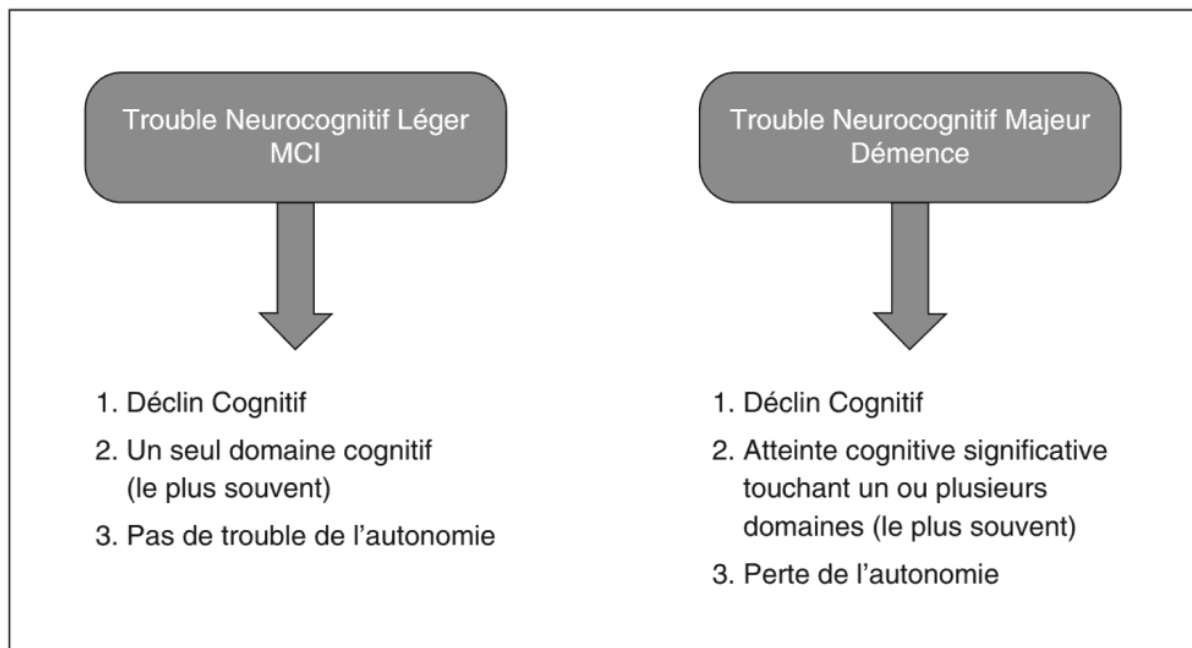 Trouble Neurocognitif Léger
MCI
1. Déclin Cognitif
2. Un seul domaine cognitif
(le plus souvent)
3. Pas de trouble de l’autonomie
Trouble Neurocognitif Majeur
Démence
1. Déclin Cognitif
2. Atteinte cognitive significative
touchant un ou plusieurs
domaines (le plus souvent)
3. Perte de l’autonomie